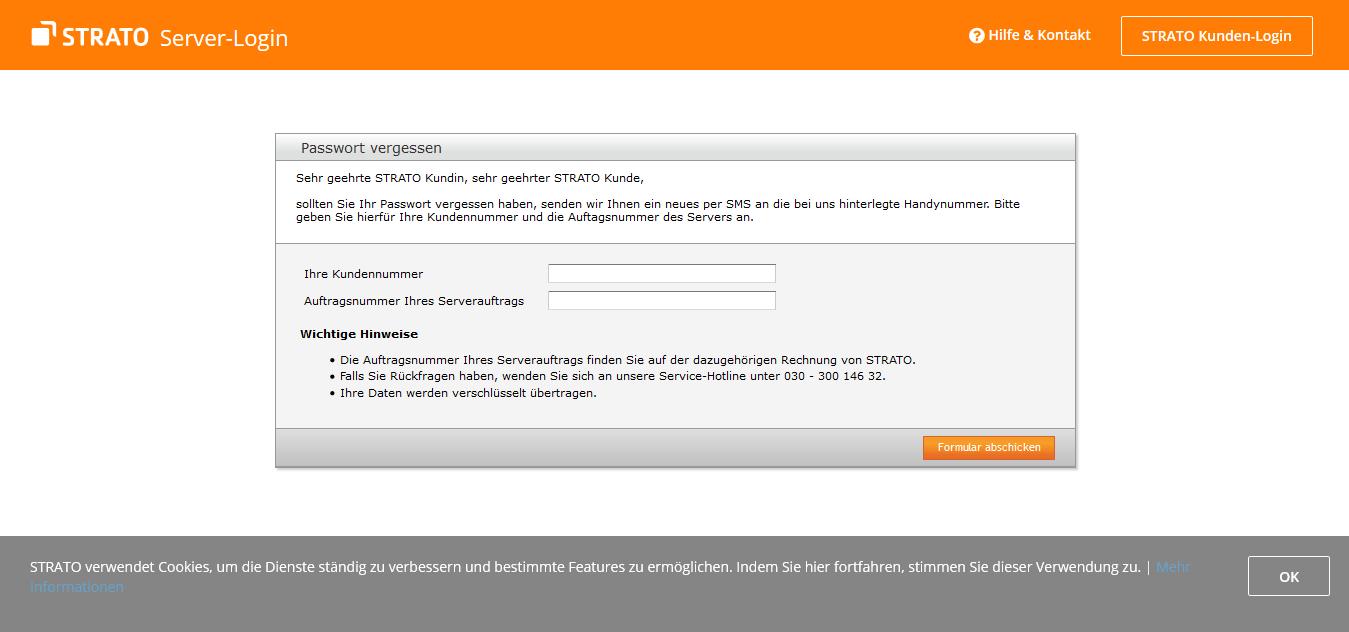 STRATO Server-Login
? Hilfe & Kontakt
STRATO Kunden-Login
Passwort vergessen
Sehr geehrte STRATO Kundin, sehr geehrter STRATO Kunde,
sollten Sie Ihr Passwort vergessen haben, senden wir Ihnen ein neues per SMS an die bei uns hinterlegte Handynummer. Bitte
geben Sie hierfür Ihre Kundennummer und die Auftagsnummer des Servers an.
Ihre Kundennummer
Auftragsnummer Ihres Serverauftrags
Wichtige Hinweise
• Die Auftragsnummer Ihres Serverauftrags finden Sie auf der dazugehörigen Rechnung von STRATO.
• Falls Sie Rückfragen haben, wenden Sie sich an unsere Service-Hotline unter 030 - 300 146 32.
• Ihre Daten werden verschlüsselt übertragen.
Formular abschicken
STRATO verwendet Cookies, um die Dienste ständig zu verbessern und bestimmte Features zu ermöglichen. Indem Sie hier fortfahren, stimmen Sie dieser Verwendung zu. | Mehr
Informationen
OK